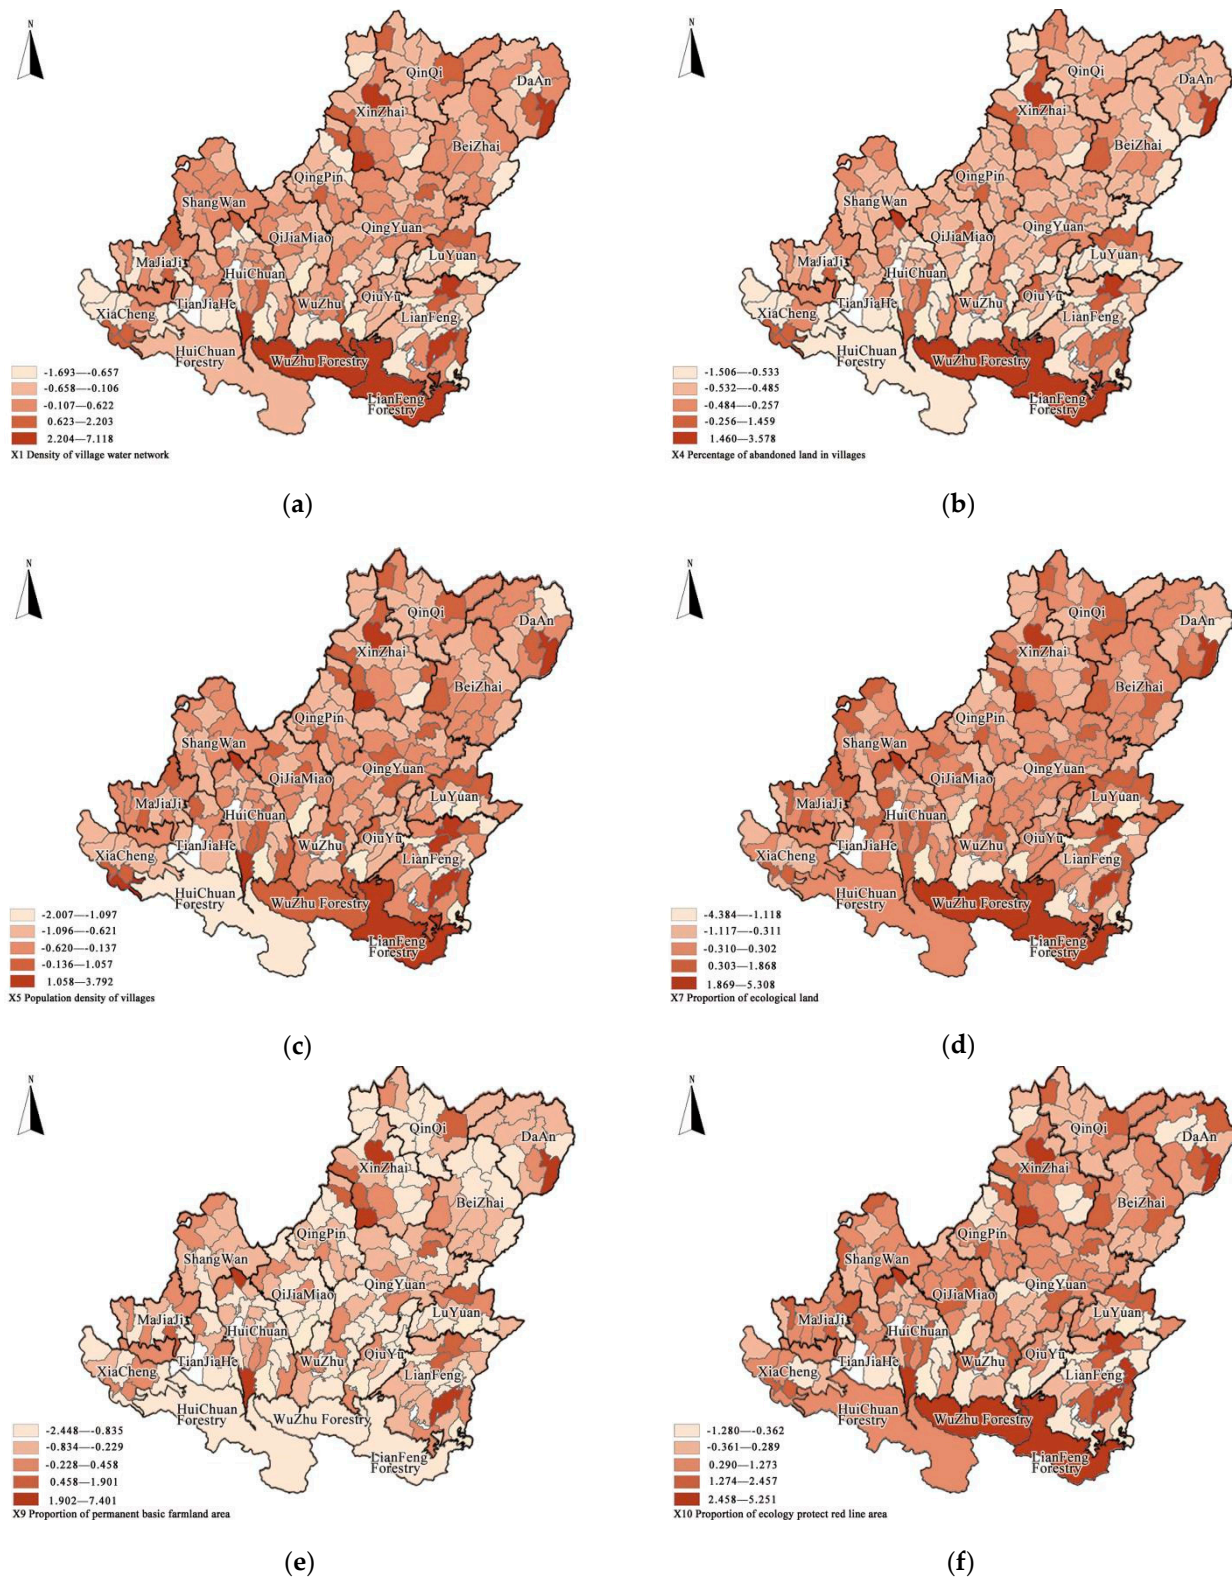 N
QinQi
DaAn
XinZhai
BeiZhai
QingPin
ShangWan
QingYuan
QiJiaMiao
LuYuan
MaJiaJi
HuiChuan
TianJiaHe
WuZhu
QiuYu
XiaCheng
LianFeng
HuiChuan
Forestry
WuZhu Forestry
LianFeng
Forestry
-1.693—-0.657
-0.658—-0.106
-0.107—0.622
0.623—2.203
2.204—7.118
X1 Density of village water network
(a)
N
QinQi
DaAn
XinZhai
BeiZhai
QingPin
ShangWan
QingYuan
QiJiaMiao
LuYuan
MaJiaJi
HuiChuan
TianJiaHe
WuZhu
QiuYu
XiaCheng
LianFeng
HuiChuan
Forestry
WuZhu Forestry
LianFeng
Forestry
-1.506—-0.533
-0.532—-0.485
-0.484—-0.257
-0.256—1.459
1.460—3.578
X4 Percentage of abandoned land in villages
(b)
N
QinQi
DaAn
XinZhai
BeiZhai
QingPin
ShangWan
QingYuan
QiJiaMiao
LuYuan
MaJiaJi
HuiChuan
TianJiaHe
WuZhu
QiuYu
XiaCheng
LianFeng
HuiChuan
Forestry
WuZhu Forestry
LianFeng
Forestry
-2.007—-1.097
-1.096—-0.621
-0.620—-0.137
-0.136—1.057
1.058—3.792
X5 Population density of villages
(c)
N
QinQi
DaAn
XinZhai
BeiZhai
QingPin
ShangWan
QingYuan
QiJiaMiao
LuYuan
MaJiaJi
HuiChuan
TianJiaHe
WuZhu
QiuYu
XiaCheng
LianFeng
HuiChuan
Forestry
WuZhu Forestry
LianFeng
Forestry
-4.384—-1.118
-1.117—-0.311
-0.310—0.302
0.303—1.868
1.869—5.308
X7 Proportion of ecological land
(d)
N
QinQi
DaAn
XinZhai
BeiZhai
QingPin
ShangWan
QingYuan
QiJiaMiao
LuYuan
MaJiaJi
HuiChuan
TianJiaHe
WuZhu
QiuYu
XiaCheng
LianFeng
HuiChuan
Forestry
WuZhu Forestry
LianFeng
Forestry
-2.448—-0.835
-0.834—-0.229
-0.228—0.458
0.458—1.901
1.902—7.401
X9 Proportion of permanent basic farmland area
(e)
N
QinQi
DaAn
XinZhai
BeiZhai
QingPin
ShangWan
QingYuan
QiJiaMiao
LuYuan
MaJiaJi
HuiChuan
TianJiaHe
WuZhu
QiuYu
XiaCheng
LianFeng
HuiChuan
Forestry
WuZhu Forestry
LianFeng
Forestry
-1.280—-0.362
-0.361—0.289
0.290—1.273
1.274—2.457
2.458—5.251
X10 Proportion of ecology protect red line area
(f)